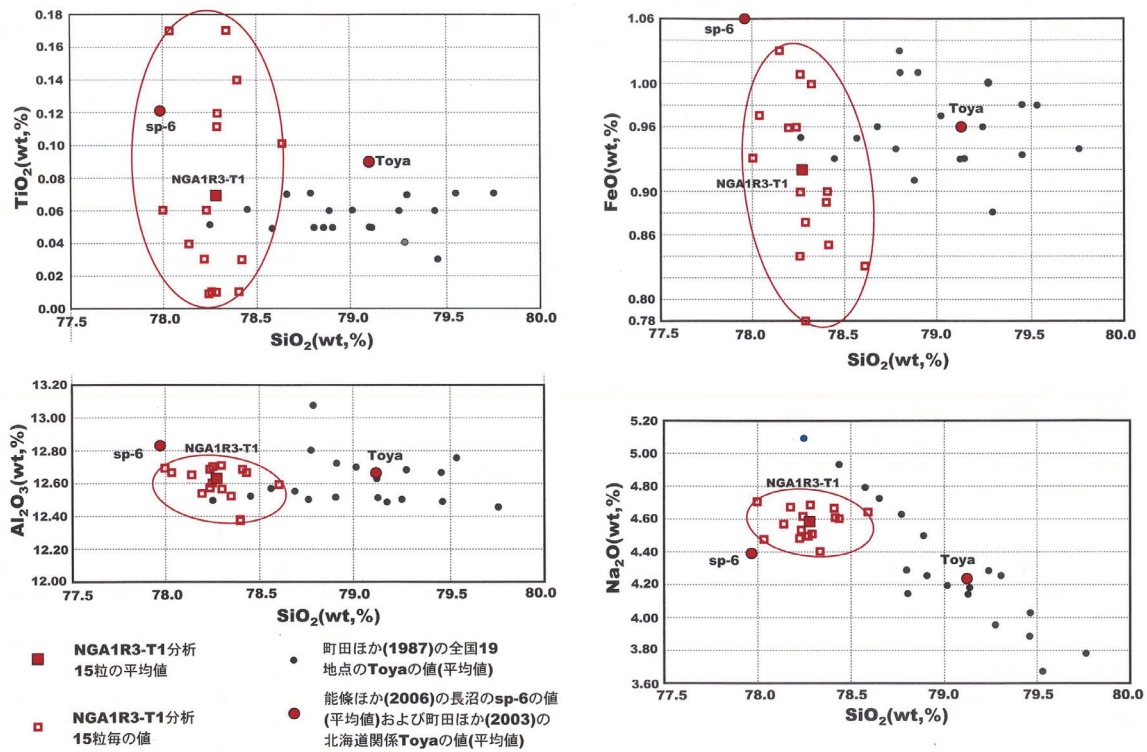 0.18
0.16
0.14
0.12
0.10
0.08
0.06
0.04
0.02
0.00
TiO2(wt,%)
sp-6
Toya
NGA1R3-T1
77.5
78.0
78.5
79.0
79.5
80.0
SiO2(wt,%)
1.06
1.00
0.96
0.90
0.86
0.80
0.78
FeO(wt,%)
sp-6
Toya
NGA1R3-T1
77.5
78.0
78.5
79.0
79.5
80.0
SiO2(wt,%)
13.20
13.00
12.80
12.60
12.40
12.00
Al2O3(wt,%)
sp-6
NGA1R3-T1
Toya
77.5
78.0
78.5
79.0
79.5
80.0
SiO2(wt,%)
5.20
5.00
4.80
4.60
4.40
4.20
4.00
3.60
Na2O(wt,%)
NGA1R3-T1
sp-6
Toya
77.5
78.0
78.5
79.0
79.5
80.0
SiO2(wt,%)
NGA1R3-T1分析
15粒の平均値
町田ほか(1987)の全国19
地点のToyaの値(平均値)
NGA1R3-T1分析
15粒毎の値
能條ほか(2006)の長沼のsp-6の値
(平均値)および町田ほか(2003)の
北海道関係Toyaの値(平均値)